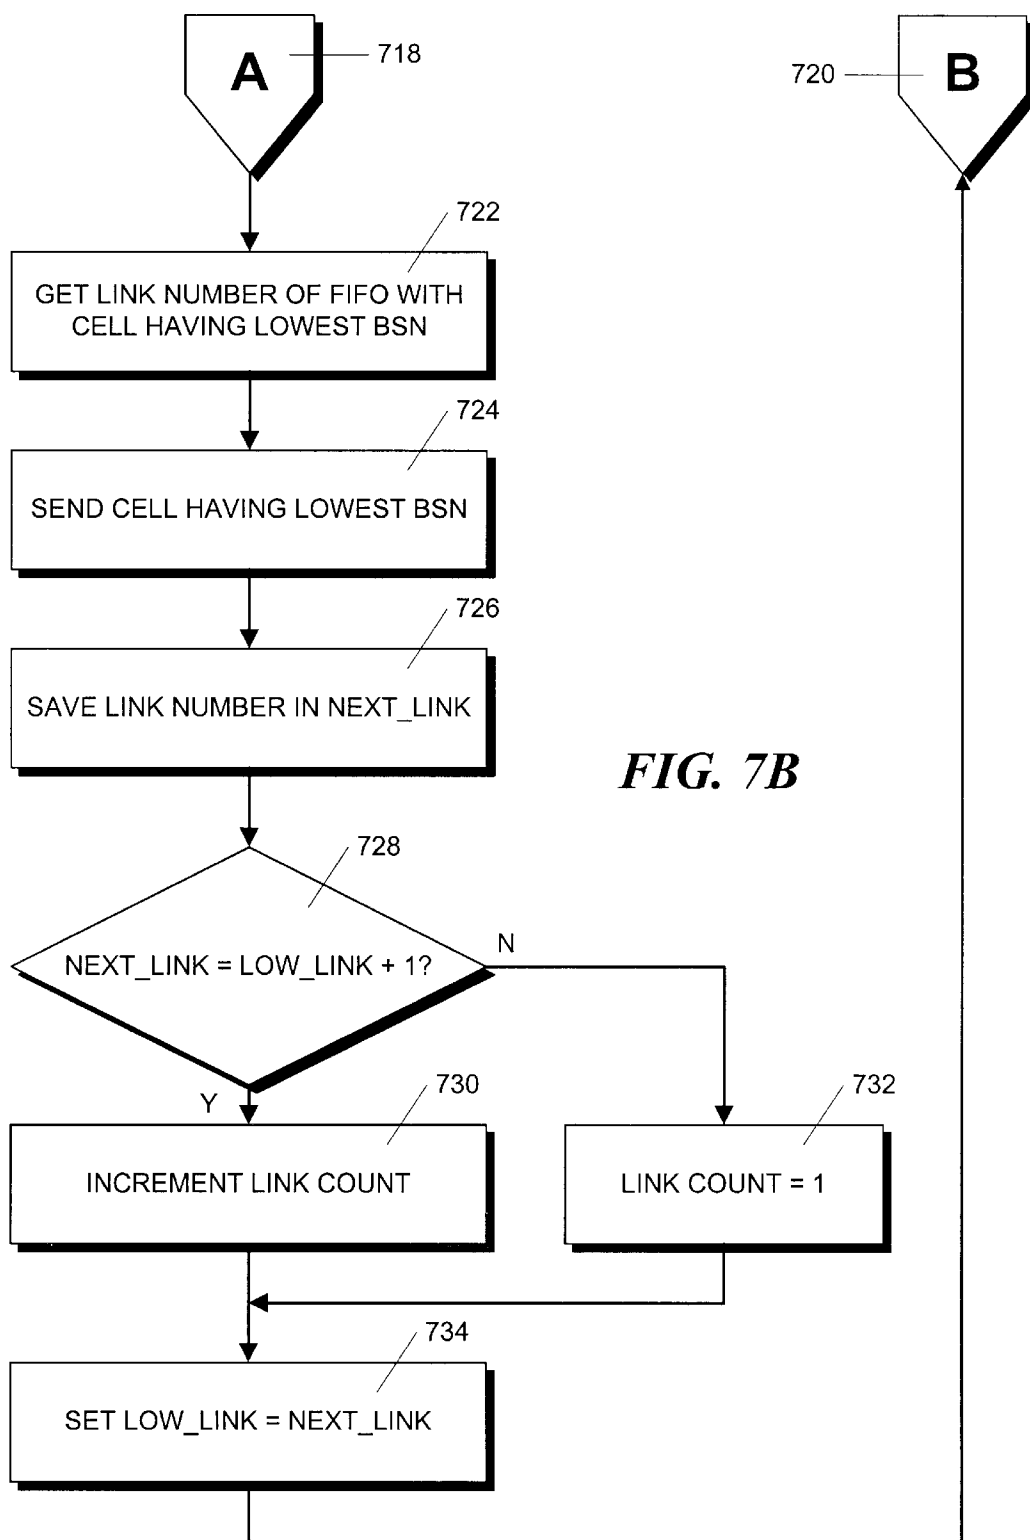 A
718
720
B
722
GET LINK NUMBER OF FIFO WITH
CELL HAVING LOWEST BSN
724
SEND CELL HAVING LOWEST BSN
726
SAVE LINK NUMBER IN NEXT_LINK
FIG. 7B
728
NEXT_LINK = LOW_LINK + 1?
N
Y
730
732
INCREMENT LINK COUNT
LINK COUNT = 1
734
SET LOW_LINK = NEXT_LINK